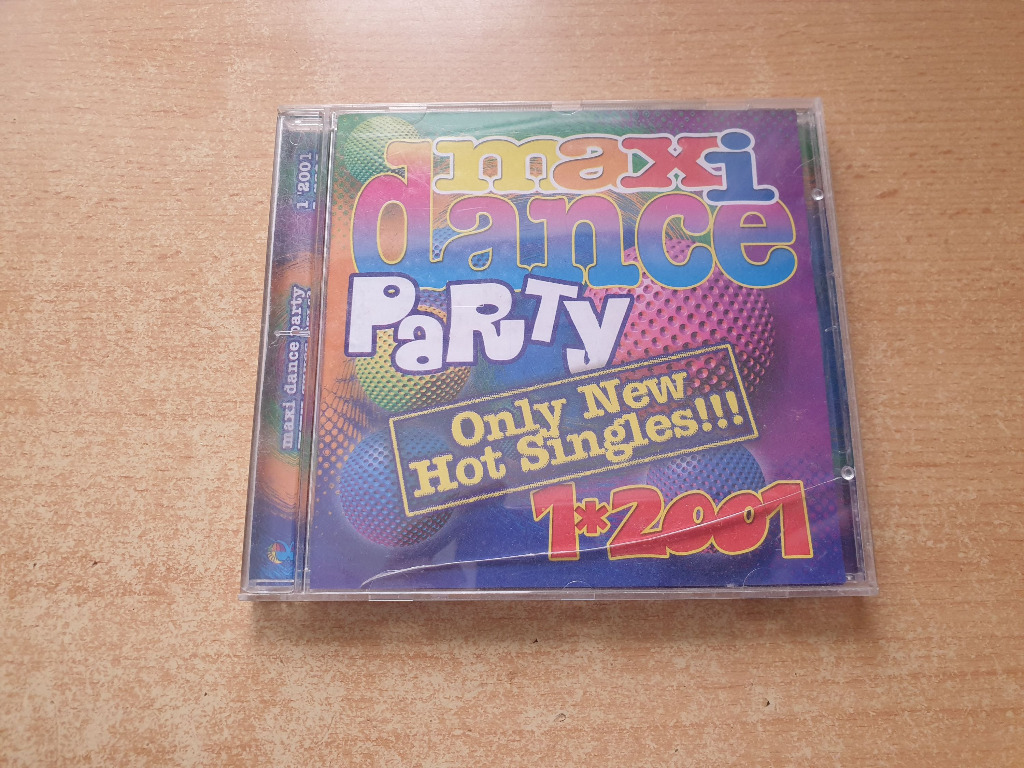 maxi
dance
PaRTy
Only New
Hot Singles!!!
1*2001
maxi dance party
1*2001